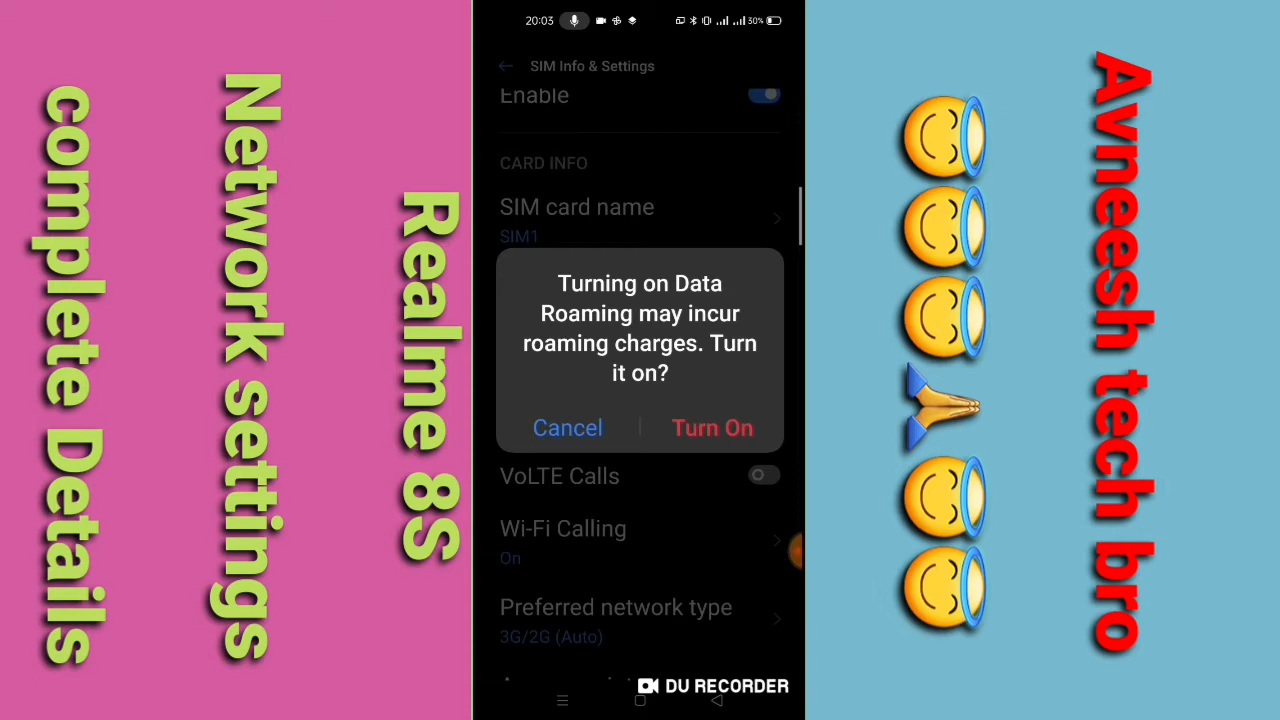 Realme 8S
Network settings
complete Details
20:03
30%
SIM Info & Settings
Enable
CARD INFO
SIM card name
SIM1
Turning on Data
Roaming may incur
roaming charges. Turn
it on?
Cancel
Turn On
VoLTE Calls
Wi-Fi Calling
On
Preferred network type
3G/2G (Auto)
DU RECORDER
Avneesh tech bro